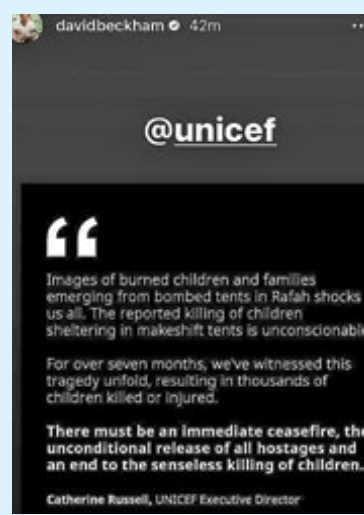 davidbeckham 42m
@unicef
Images of burned children and families
emerging from bombed tents in Rafah shocks
us all. The reported killing of children
sheltering in makeshift tents is unconscionable
For over seven months, we've witnessed this
tragedy unfold, resulting in thousands of
children killed or injured.
There must be an immediate ceasefire, the
unconditional release of all hostages and
an end to the senseless killing of children.
Catherine Russell, UNICEF Executive Director